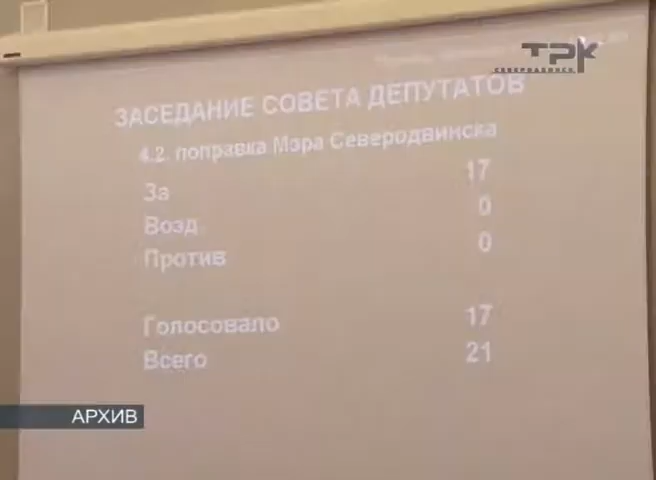 ТРК
СЕВЕРОДВИНСК
ЗАСЕДАНИЕ СОВЕТА ДЕПУТАТОВ
4.2. поправка Мэра Северодвинска
За 17
Возд 0
Против 0
Голосовало 17
Всего 21
АРХИВ